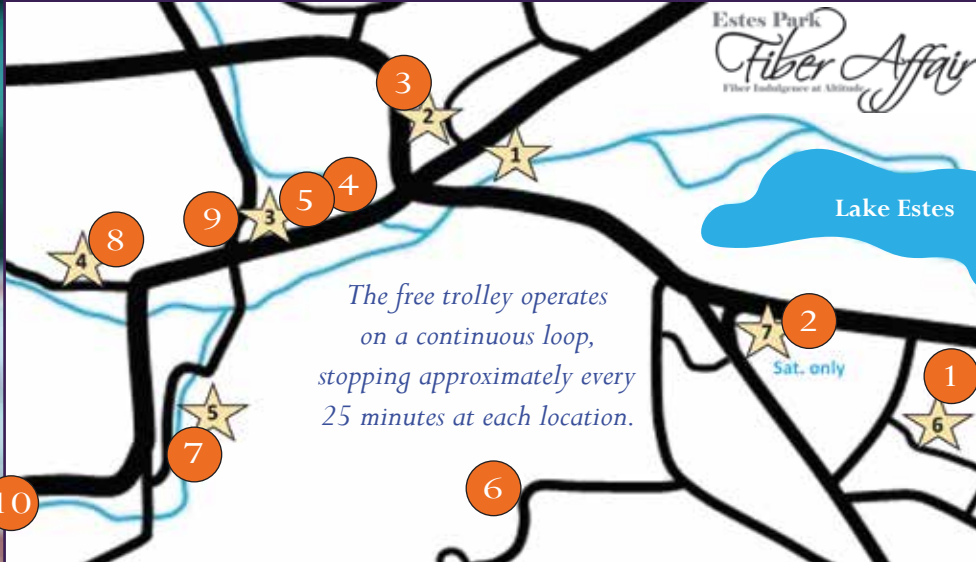 Estes Park
Fiber Affair
Fiber Indulgence at Altitude
3
2
1
4
5
3
9
8
4
Lake Estes
The free trolley operates
on a continuous loop,
stopping approximately every
25 minutes at each location.
2
7
Sat. only
1
6
5
7
6
10